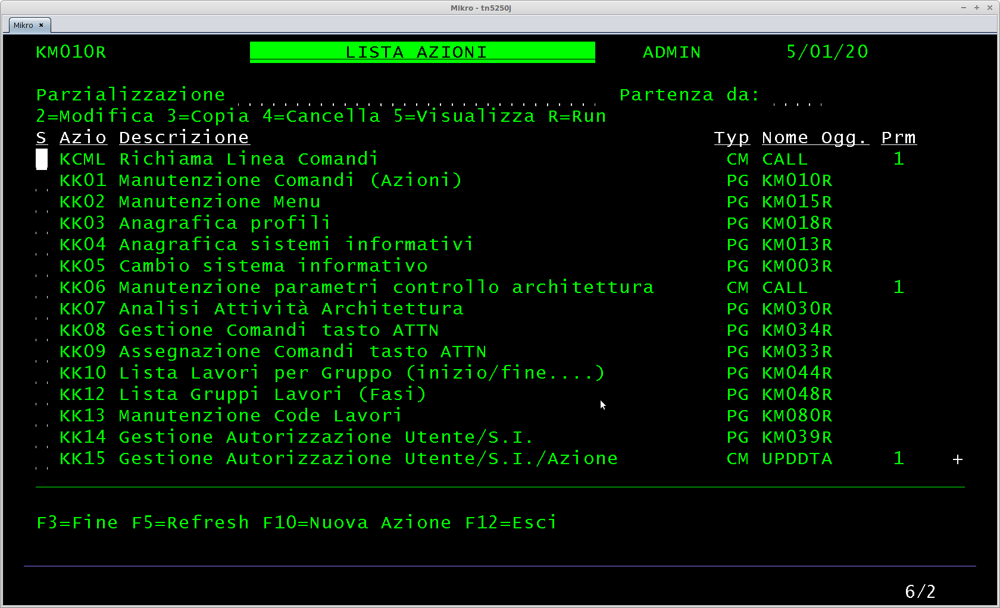 Mikro - tn5250j
Mikro ×
KM010R LISTA AZIONI ADMIN 5/01/20
Parzializzazione Partenza da:
2=Modifica 3=Copia 4=Cancella 5=Visualizza R=Run
S Azio Descrizione Typ Nome Ogg. Prm
KCML Richiama Linea Comandi CM CALL 1
KK01 Manutenzione Comandi (Azioni) PG KM010R
KK02 Manutenzione Menu PG KM015R
KK03 Anagrafica profili PG KM018R
KK04 Anagrafica sistemi informativi PG KM013R
KK05 Cambio sistema informativo PG KM003R
KK06 Manutenzione parametri controllo architettura CM CALL 1
KK07 Analisi Attività Architettura PG KM030R
KK08 Gestione Comandi tasto ATTN PG KM034R
KK09 Assegnazione Comandi tasto ATTN PG KM033R
KK10 Lista Lavori per Gruppo (inizio/fine....) PG KM044R
KK12 Lista Gruppi Lavori (Fasi) PG KM048R
KK13 Manutenzione Code Lavori PG KM080R
KK14 Gestione Autorizzazione Utente/S.I. PG KM039R
KK15 Gestione Autorizzazione Utente/S.I./Azione CM UPDDTA 1 +
F3=Fine F5=Refresh F10=Nuova Azione F12=Esci
6/2